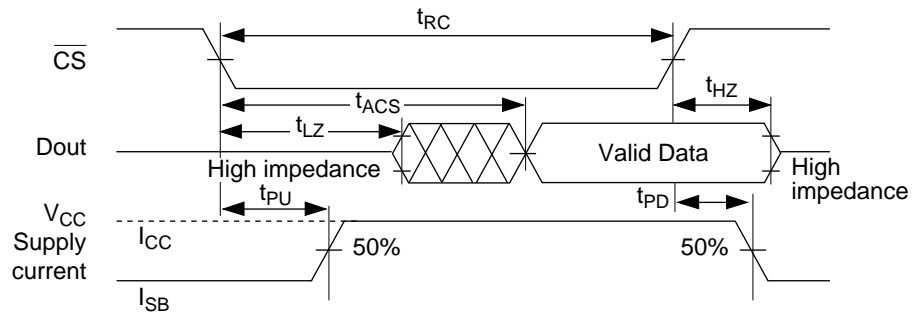 tRC
CS
tHZ
tACS
tLZ
Dout
Valid Data
High impedance
High
impedance
tPU
tPD
VCC
Supply
current
ICC
50%
50%
ISB